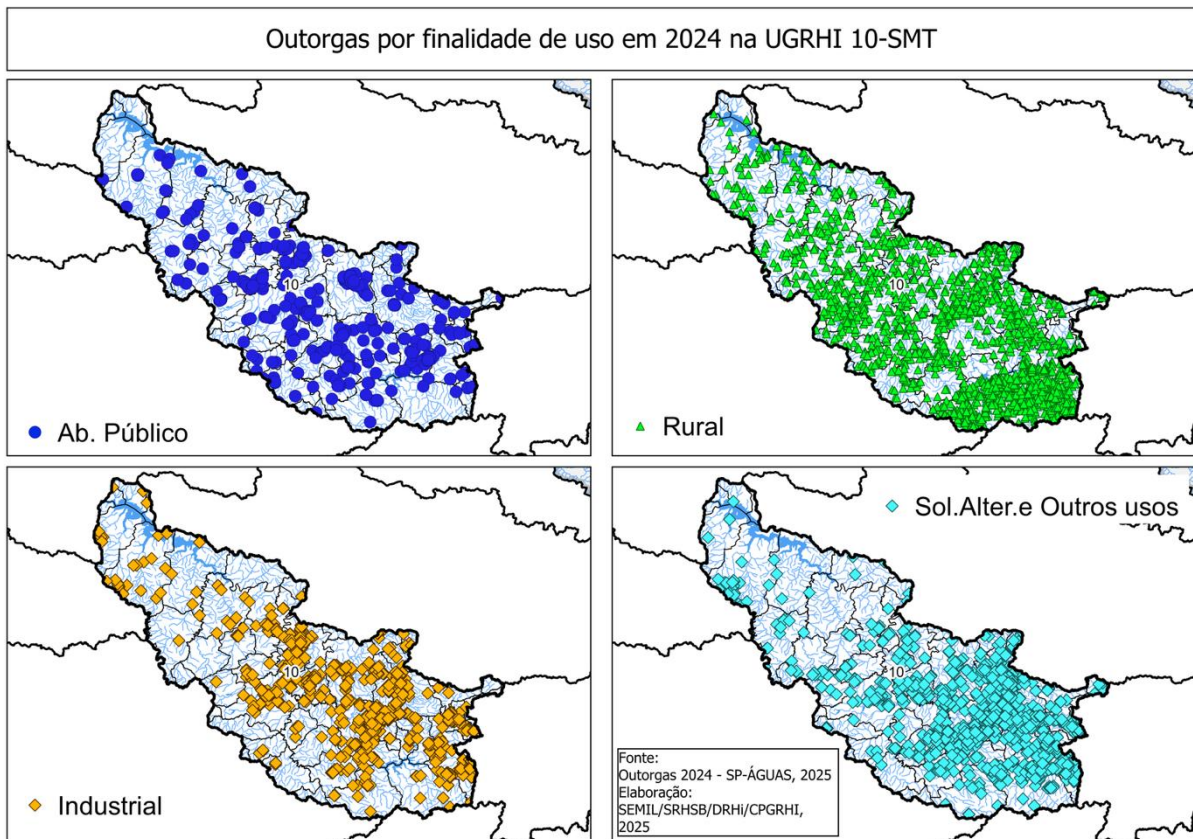 Outorgas por finalidade de uso em 2024 na UGRHI 10-SMT
10
Ab. Público
10
Rural
10
Industrial
Sol.Alter.e Outros usos
10
Fonte:
Outorgas 2024 - SP-ÁGUAS, 2025
Elaboração:
SEMIL/SRHSB/DRHi/CPGRHI,
2025